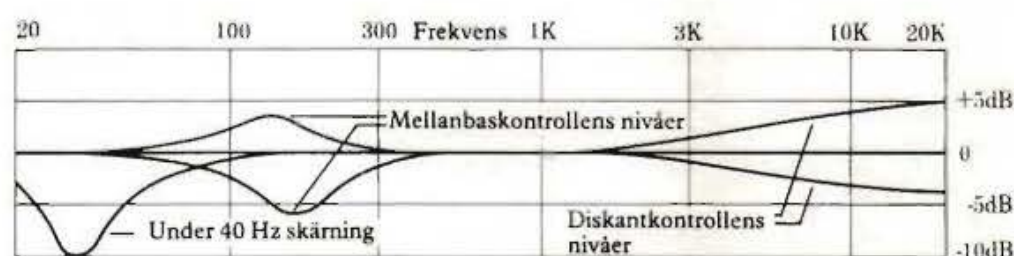 20 100 300 Frekvens 1K 3K 10K 20K
+5dB
Mellanbaskontrollens nivåer
0
-5dB
Under 40 Hz skärning
Diskantkontrollens
nivåer
-10dB